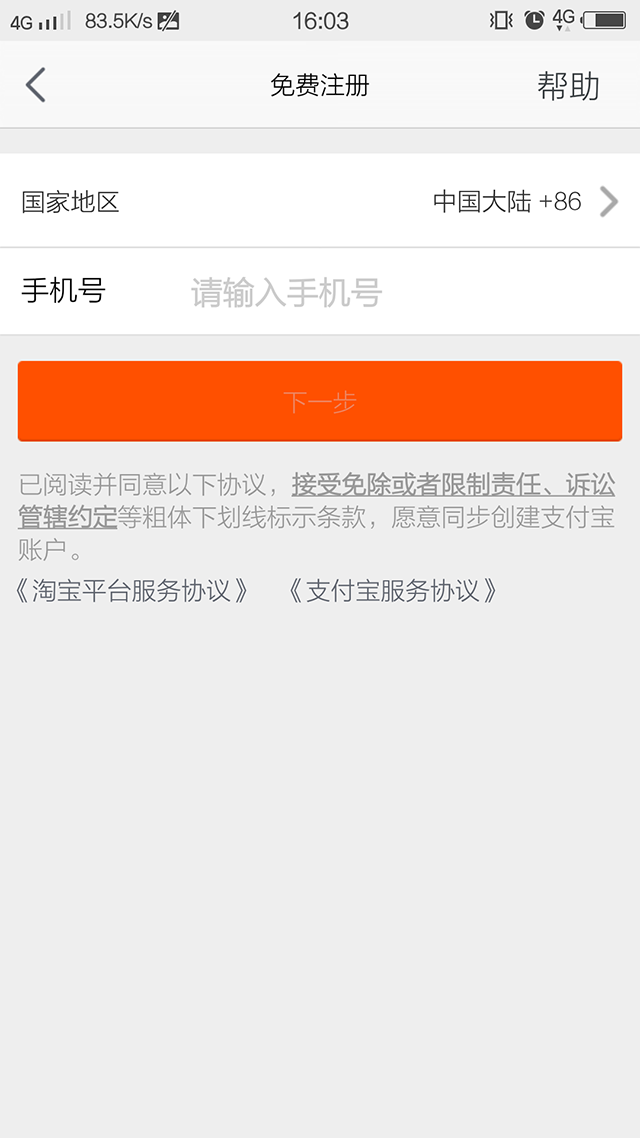 4G 83.5K/s 16:03 4G
免费注册 帮助
国家地区 中国大陆 +86
手机号 请输入手机号
下一步
已阅读并同意以下协议，接受免除或者限制责任、诉讼
管辖约定等粗体下划线标示条款，愿意同步创建支付宝
账户。
《淘宝平台服务协议》 《支付宝服务协议》